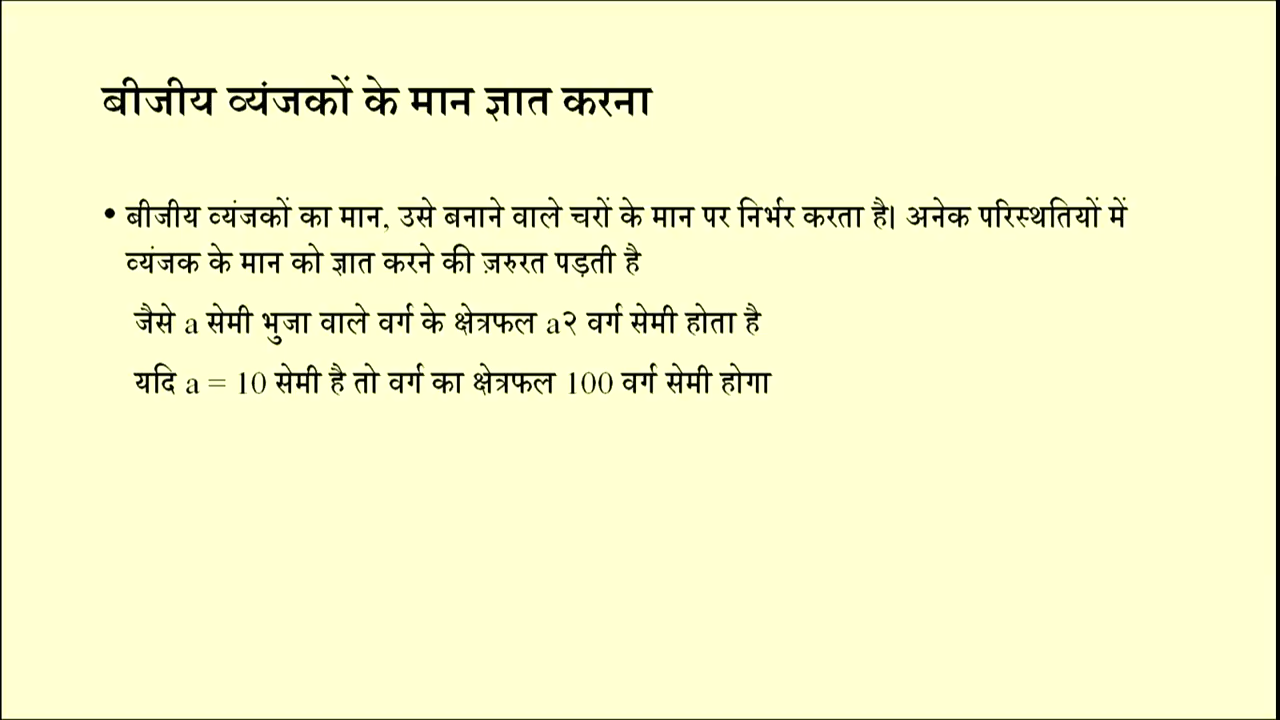 बीजीय व्यंजकों के मान ज्ञात करना
• बीजीय व्यंजकों का मान, उसे बनाने वाले चरों के मान पर निर्भर करता है। अनेक परिस्थतियों में
व्यंजक के मान को ज्ञात करने की ज़रुरत पड़ती है
जैसे a सेमी भुजा वाले वर्ग के क्षेत्रफल a२ वर्ग सेमी होता है
यदि a = 10 सेमी है तो वर्ग का क्षेत्रफल 100 वर्ग सेमी होगा